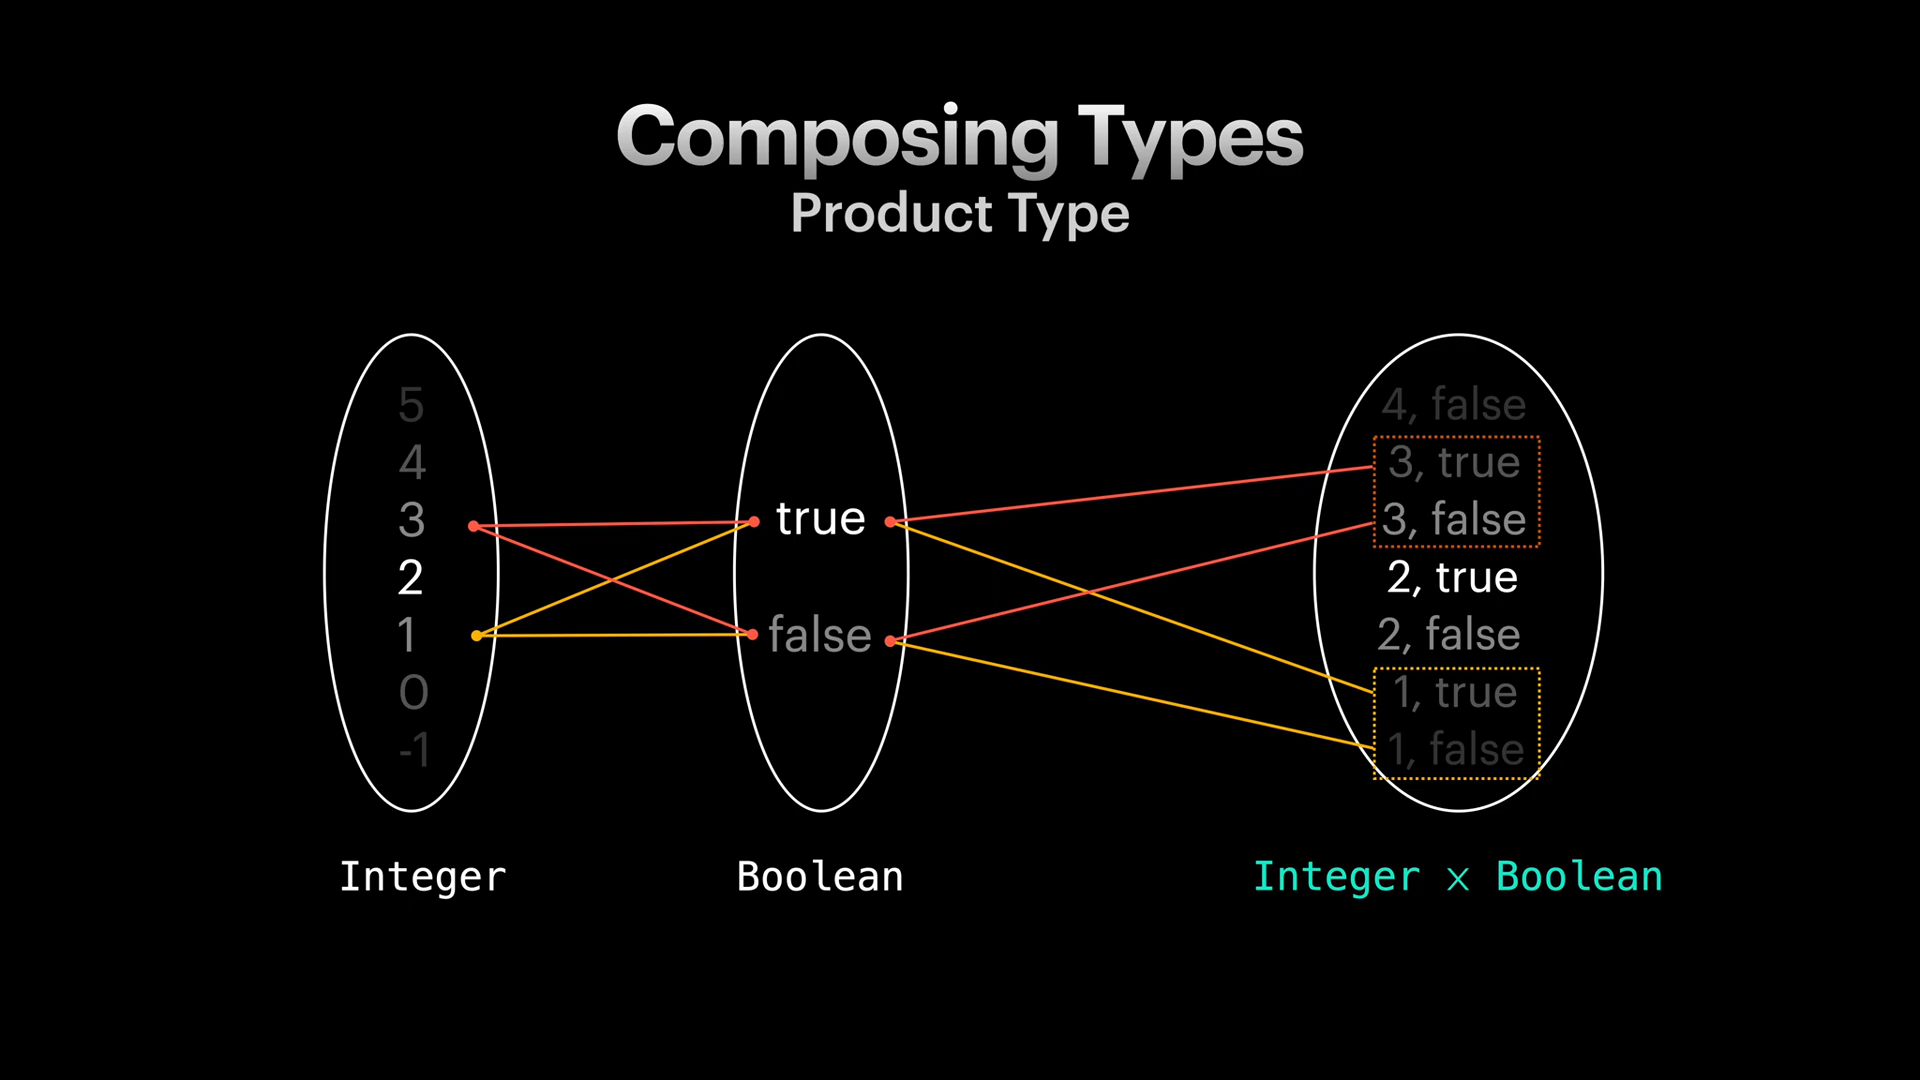 Composing Types
Product Type
5
4
3
2
1
0
-1
true
false
4, false
3, true
3, false
2, true
2, false
1, true
1, false
Integer
Boolean
Integer x Boolean